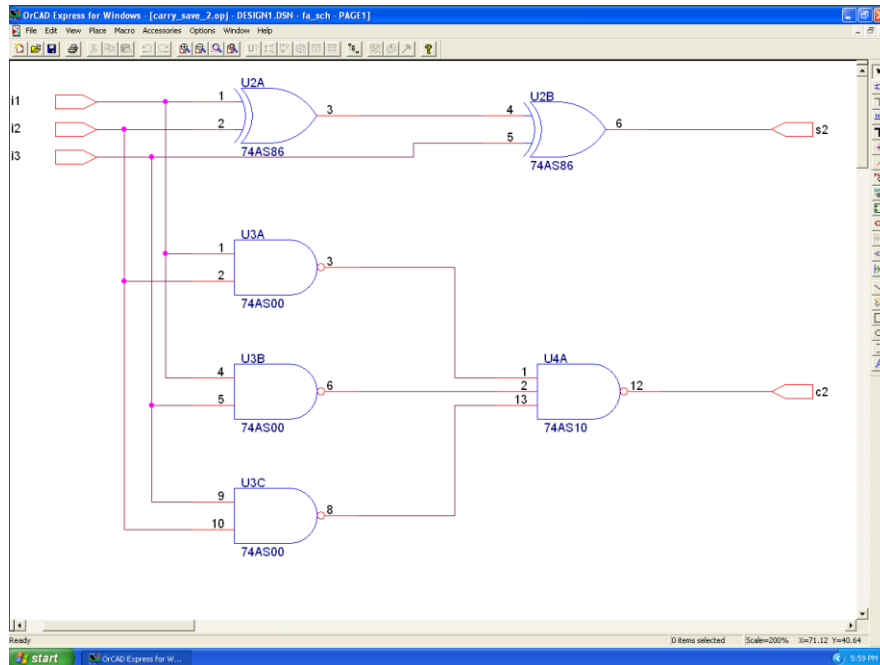 OrCAD Express for Windows - [carry_save_2.opj - DESIGN1.DSN - fa_sch - PAGE1]
File Edit View Place Macro Accessories Options Window Help
U?
U2A
i1
1
3
i2
2
74AS86
i3
U2B
4
6
5
s2
74AS86
U3A
1
3
2
74AS00
U3B
4
6
5
74AS00
U4A
1
2
12
13
c2
74AS10
U3C
9
8
10
74AS00
Ready
0 items selected
Scale=200%
X=71.12 Y=40.64
start
OrCAD Express for W...
5:59 PM